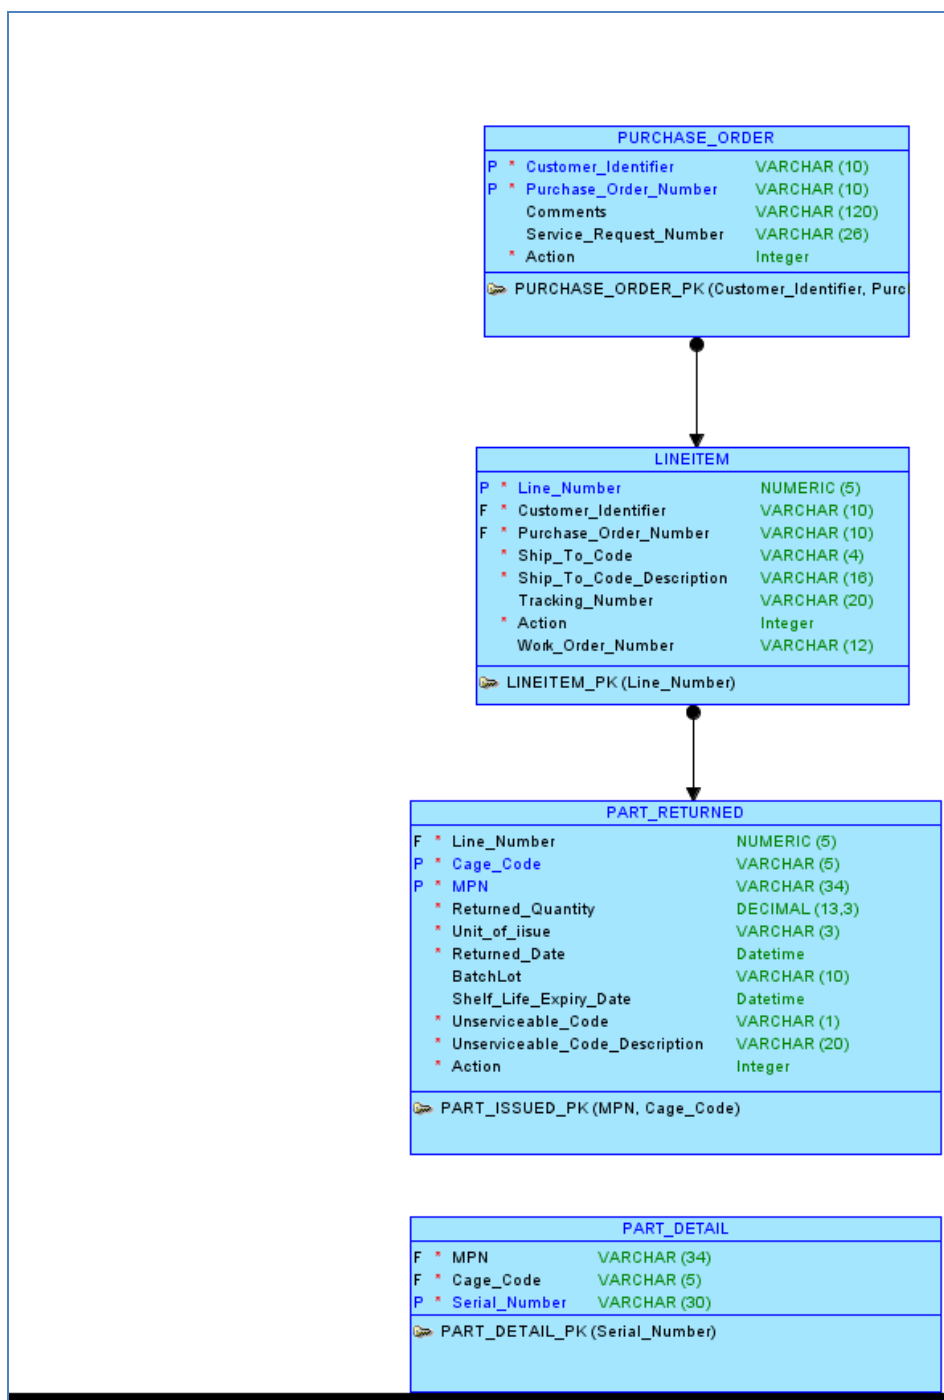 PURCHASE_ORDER
P * Customer_Identifier VARCHAR (10)
P * Purchase_Order_Number VARCHAR (10)
Comments VARCHAR (120)
Service_Request_Number VARCHAR (26)
* Action Integer
PURCHASE_ORDER_PK (Customer_Identifier, Purc
LINEITEM
P * Line_Number NUMERIC (5)
F * Customer_Identifier VARCHAR (10)
F * Purchase_Order_Number VARCHAR (10)
* Ship_To_Code VARCHAR (4)
* Ship_To_Code_Description VARCHAR (16)
Tracking_Number VARCHAR (20)
* Action Integer
Work_Order_Number VARCHAR (12)
LINEITEM_PK (Line_Number)
PART_RETURNED
F * Line_Number NUMERIC (5)
P * Cage_Code VARCHAR (5)
P * MPN VARCHAR (34)
* Returned_Quantity DECIMAL (13,3)
* Unit_of_iisue VARCHAR (3)
* Returned_Date Datetime
BatchLot VARCHAR (10)
Shelf_Life_Expiry_Date Datetime
* Unserviceable_Code VARCHAR (1)
* Unserviceable_Code_Description VARCHAR (20)
* Action Integer
PART_ISSUED_PK (MPN, Cage_Code)
PART_DETAIL
F * MPN VARCHAR (34)
F * Cage_Code VARCHAR (5)
P * Serial_Number VARCHAR (30)
PART_DETAIL_PK (Serial_Number)